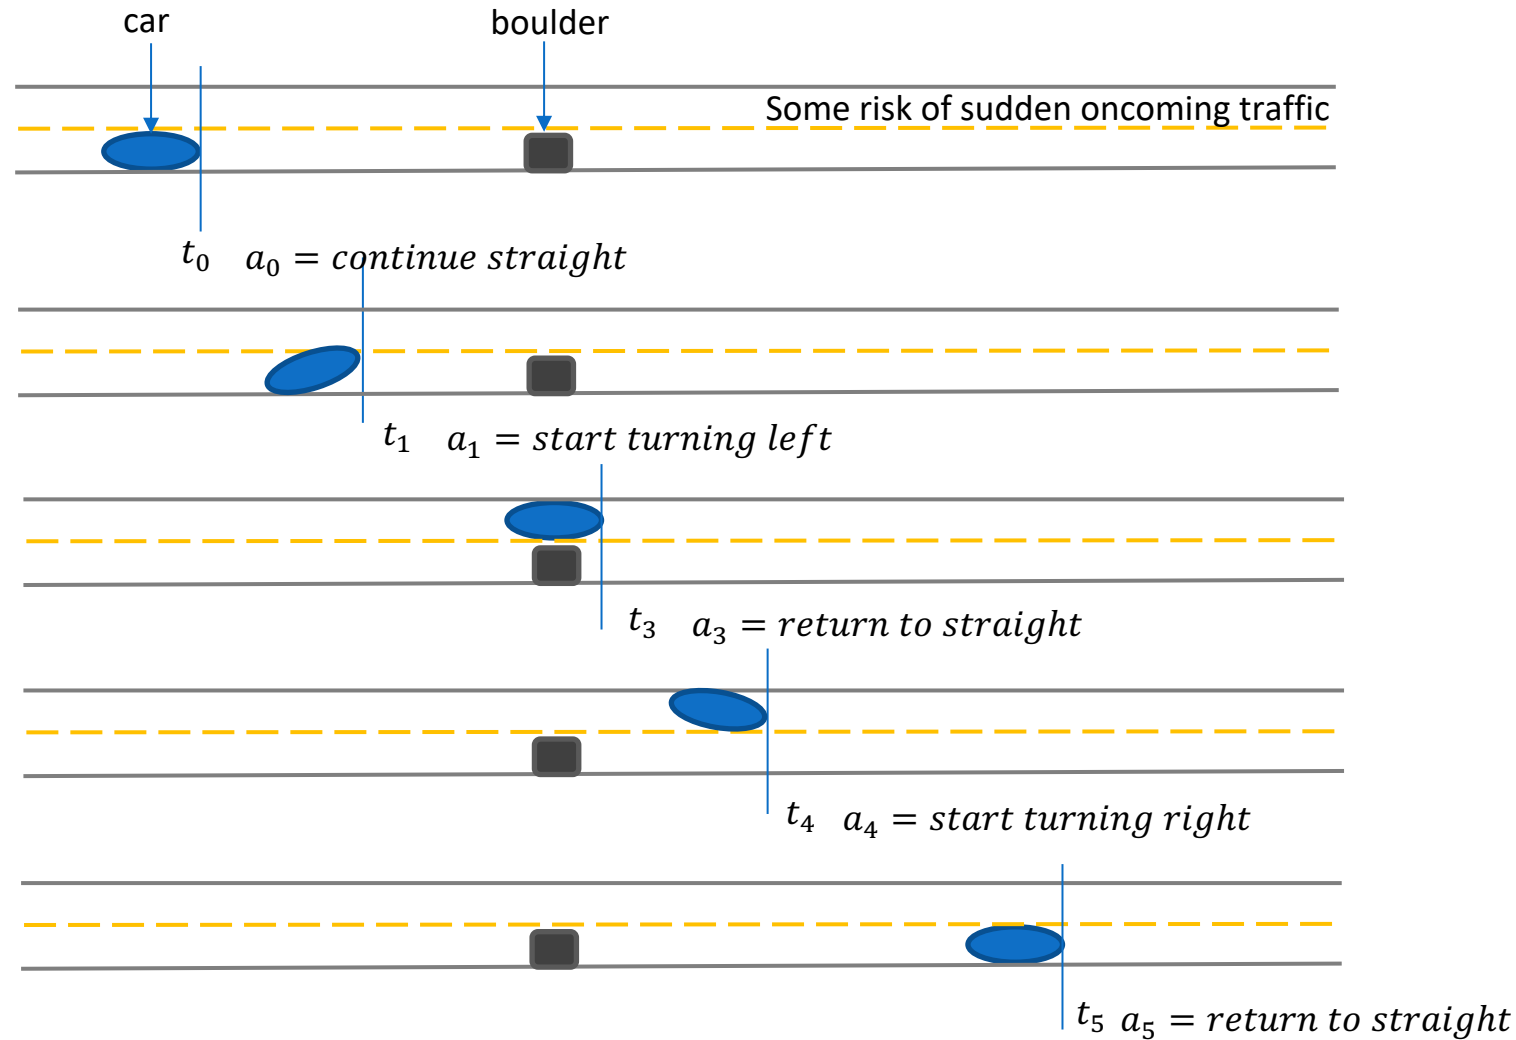 car
boulder
Some risk of sudden oncoming traffic
t₀ a₀ = continue straight
t₁ a₁ = start turning left
t₃ a₃ = return to straight
t₄ a₄ = start turning right
t₅ a₅ = return to straight